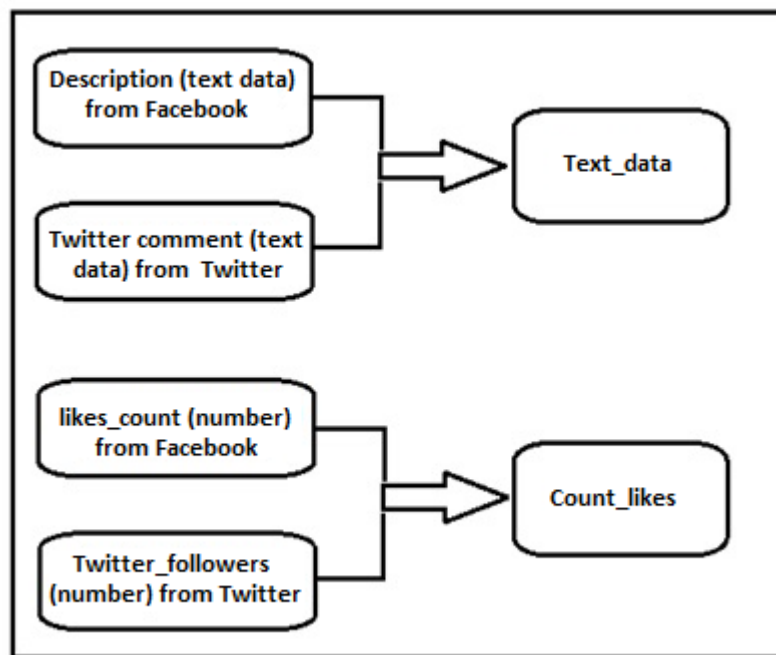 Description (text data)
from Facebook
Text_data
Twitter comment (text
data) from Twitter
likes_count (number)
from Facebook
Count_likes
Twitter_followers
(number) from Twitter